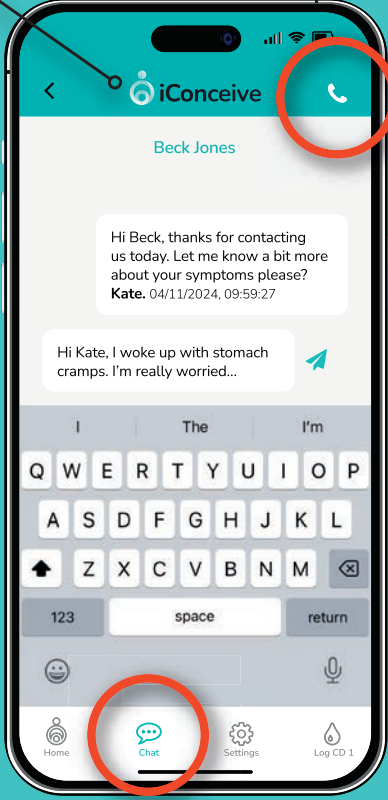 iConceive
Beck Jones
Hi Beck, thanks for contacting
us today. Let me know a bit more
about your symptoms please?
Kate. 04/11/2024, 09:59:27
Hi Kate, I woke up with stomach
cramps. I'm really worried...
I The I'm
Q W E R T Y U I O P
A S D F G H J K L
Z X C V B N M
123 space return
Home Chat Settings Log CD 1